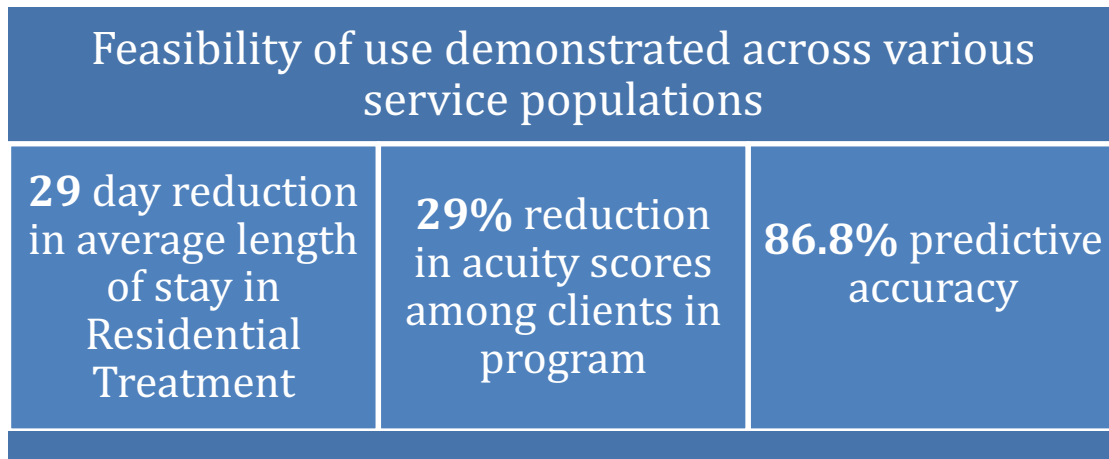 Feasibility of use demonstrated across various
service populations
29 day reduction
in average length
of stay in
Residential
Treatment
29% reduction
in acuity scores
among clients in
program
86.8% predictive
accuracy